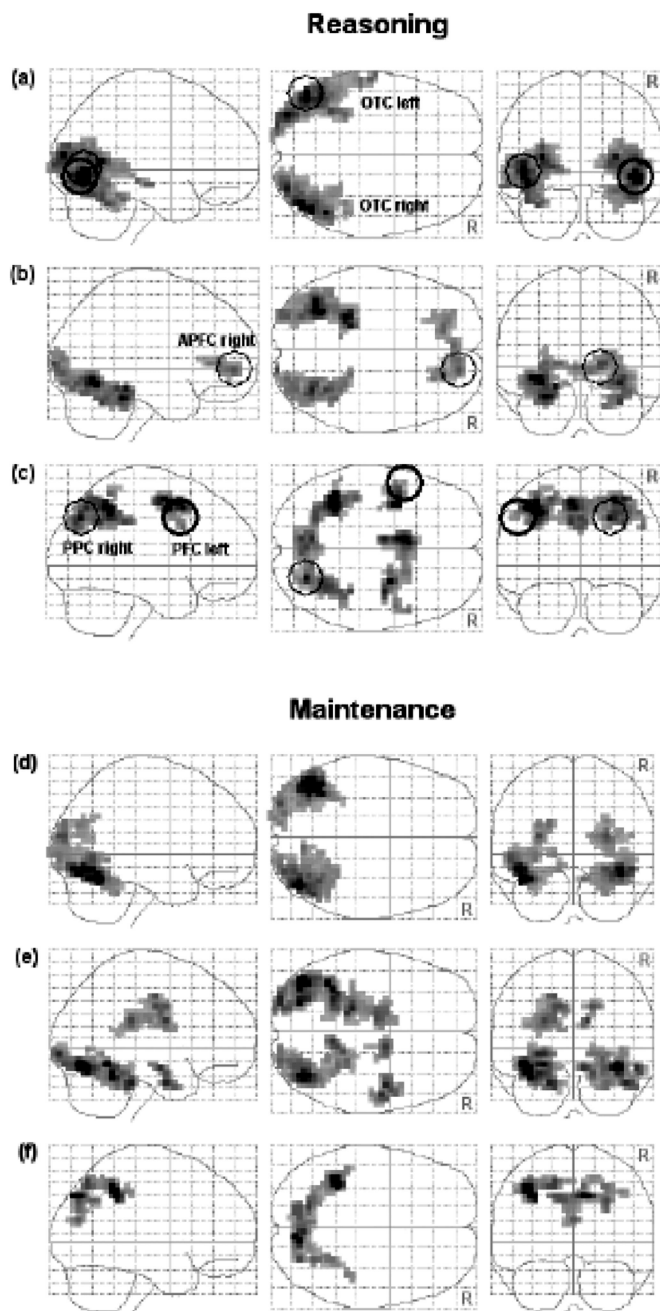 Reasoning
(a)
R
OTC left
OTC right
R
(b)
R
APFC right
R
(c)
R
PPC right
PFC left
R
Maintenance
(d)
R
R
(e)
R
R
(f)
R
R